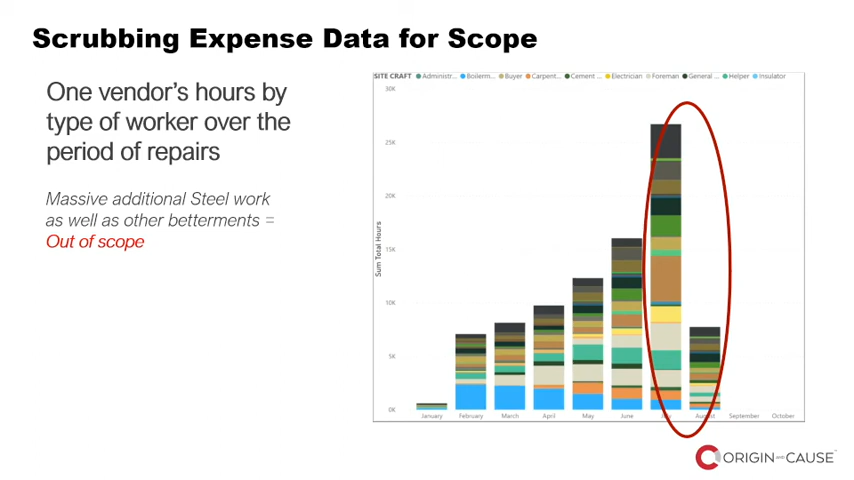 Scrubbing Expense Data for Scope
One vendor's hours by
type of worker over the
period of repairs
Massive additional Steel work
as well as other betterments =
Out of scope
SITE CRAFT Administr... Boilerm... Buyer Carpent... Cement ... Electrician Foreman General ... Helper Insulator
30K
25K
20K
15K
10K
5K
0K
Sum Total Hours
January February March April May June July August September October
ORIGIN AND CAUSE